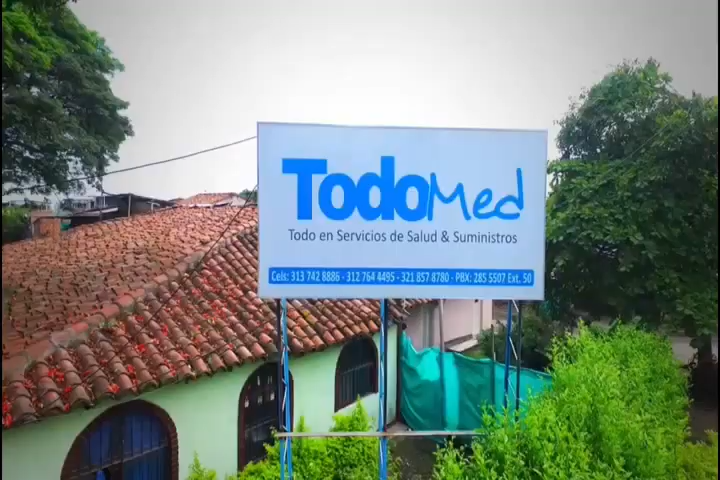 TodoMed
Todo en Servicios de Salud & Suministros
Cels: 313 742 8886 - 312 764 4495 - 321 857 8780 - PBX: 285 5507 Ext. 50